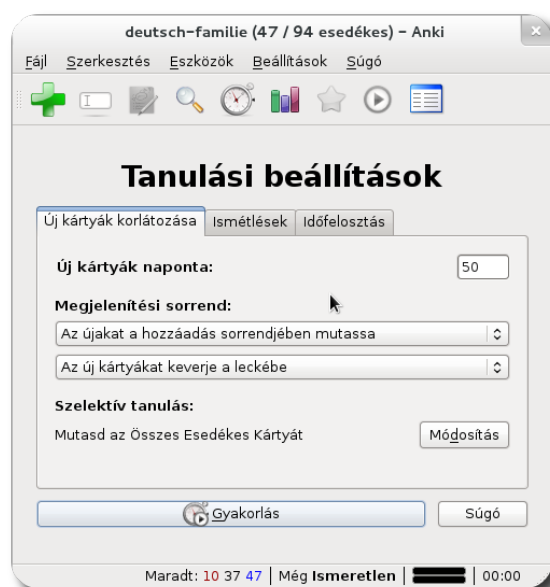 deutsch-familie (47 / 94 esedékes) – Anki
Fájl Szerkesztés Eszközök Beállítások Súgó
Tanulási beállítások
Új kártyák korlátozása Ismétlések Időfelosztás
Új kártyák naponta: 50
Megjelenítési sorrend:
Az újakat a hozzáadás sorrendjében mutassa
Az új kártyákat keverje a leckébe
Szelektív tanulás:
Mutasd az Összes Esedékes Kártyát Módosítás
Gyakorlás Súgó
Maradt: 10 37 47 Még Ismeretlen 00:00